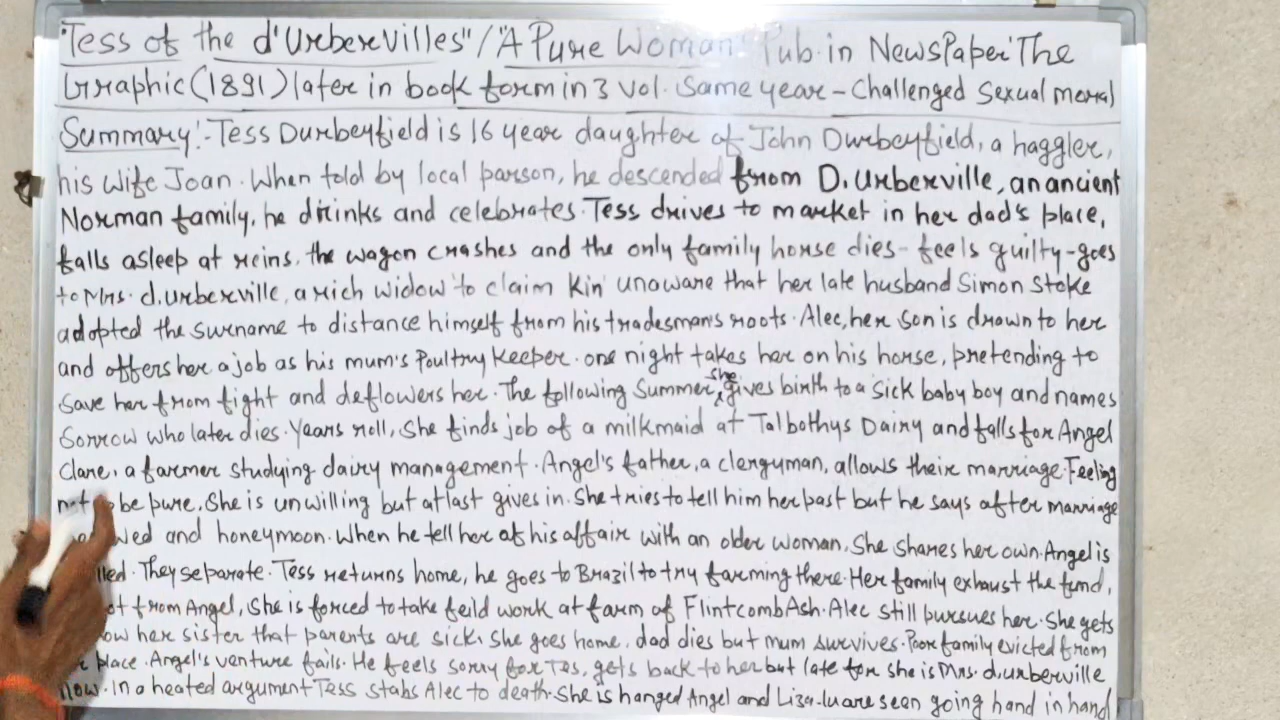 "Tess of the d'Urbervilles"/"A Pure Woman" Pub. in NewsPaper 'The
Graphic (1891) later in book form in 3 vol. Same year - Challenged Sexual moral
Summary:- Tess Durbeyfield is 16 year daughter of John Durbeyfield, a haggler,
his wife Joan. When told by local parson, he descended from D. Urberville, an ancient
Norman family, he drinks and celebrates. Tess drives to market in her dad's place,
falls asleep at reins, the wagon crashes and the only family horse dies - feels guilty - goes
to Mrs. d.urberville, a rich widow to claim kin' unaware that her late husband Simon Stoke
adopted the surname to distance himself from his tradesman's roots. Alec, her son is drawn to her
and offers her a job as his mum's Poultry Keeper. one night takes her on his horse, pretending to
save her from fight and deflowers her. The following Summer, she gives birth to a sick baby boy and names
Sorrow who later dies. Years roll, She finds job of a milkmaid at Talbothys Dairy and falls for Angel
Clare, a farmer studying dairy management. Angel's father, a clergyman, allows their marriage. Feeling
not to be pure, She is unwilling but at last gives in. She tries to tell him her past but he says after marriage
wed and honeymoon. When he tell her of his affair with an older woman, She shares her own. Angel is
lled. They separate. Tess returns home, he goes to Brazil to try farming there. Her family exhaust the fund,
ot from Angel, She is forced to take feild work at farm of Flintcomb Ash. Alec still pursues her. She gets
ow her sister that parents are sick. She goes home, dad dies but mum survives. Poor family evicted from
place. Angel's venture fails. He feels sorry for Tes, gets back to her but late for she is Mrs. d.urberville
now. In a heated argument Tess stabs Alec to death. She is hanged Angel and Liza-lu are seen going hand in hand